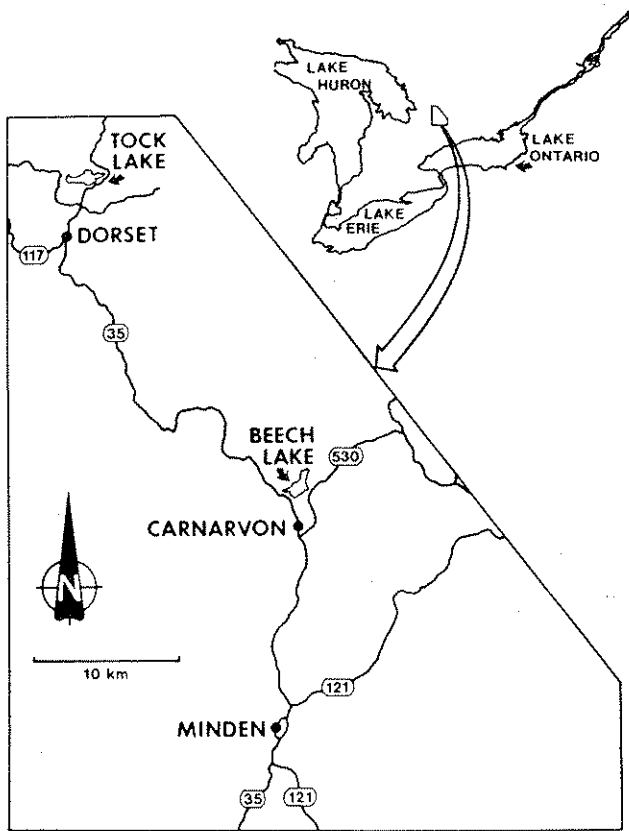 LAKE
HURON
LAKE
ONTARIO
LAKE
ERIE
TOCK
LAKE
DORSET
117
35
BEECH
LAKE
530
CARNARVON
N
10 km
121
MINDEN
35
121